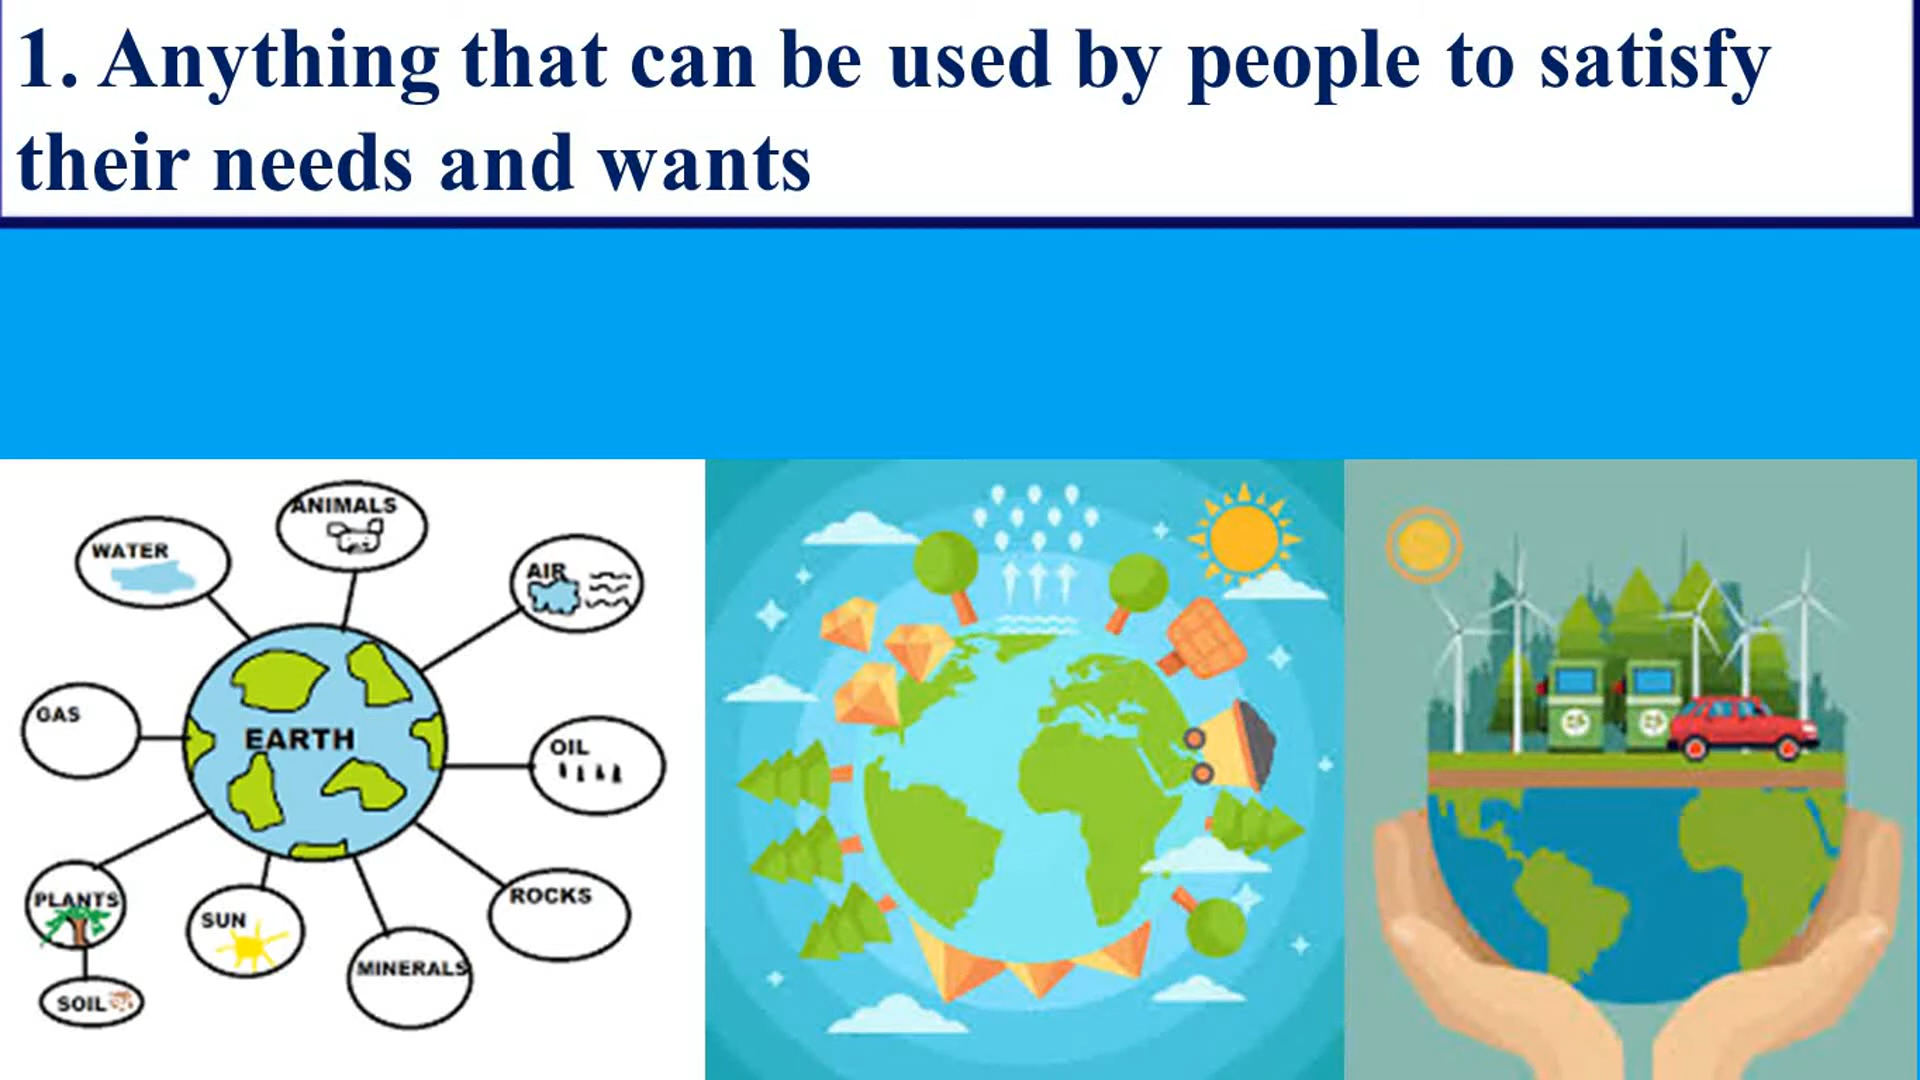 1. Anything that can be used by people to satisfy
their needs and wants
ANIMALS
WATER
AIR
GAS
EARTH
OIL
PLANTS
ROCKS
SUN
MINERALS
SOIL